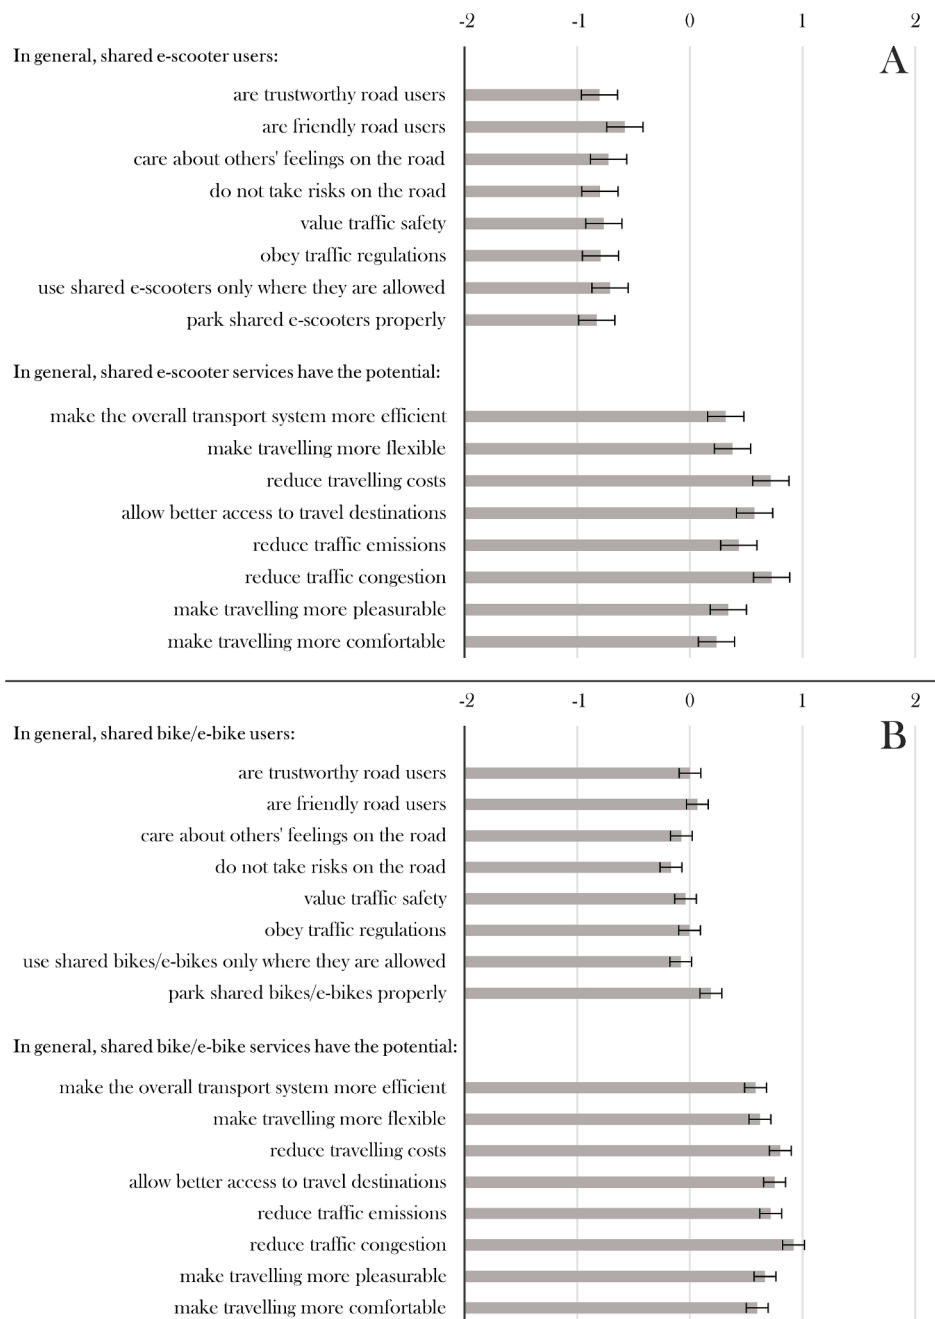 -2 -1 0 1 2
In general, shared e-scooter users: A
are trustworthy road users
are friendly road users
care about others' feelings on the road
do not take risks on the road
value traffic safety
obey traffic regulations
use shared e-scooters only where they are allowed
park shared e-scooters properly
In general, shared e-scooter services have the potential:
make the overall transport system more efficient
make travelling more flexible
reduce travelling costs
allow better access to travel destinations
reduce traffic emissions
reduce traffic congestion
make travelling more pleasurable
make travelling more comfortable
-2 -1 0 1 2
In general, shared bike/e-bike users: B
are trustworthy road users
are friendly road users
care about others' feelings on the road
do not take risks on the road
value traffic safety
obey traffic regulations
use shared bikes/e-bikes only where they are allowed
park shared bikes/e-bikes properly
In general, shared bike/e-bike services have the potential:
make the overall transport system more efficient
make travelling more flexible
reduce travelling costs
allow better access to travel destinations
reduce traffic emissions
reduce traffic congestion
make travelling more pleasurable
make travelling more comfortable